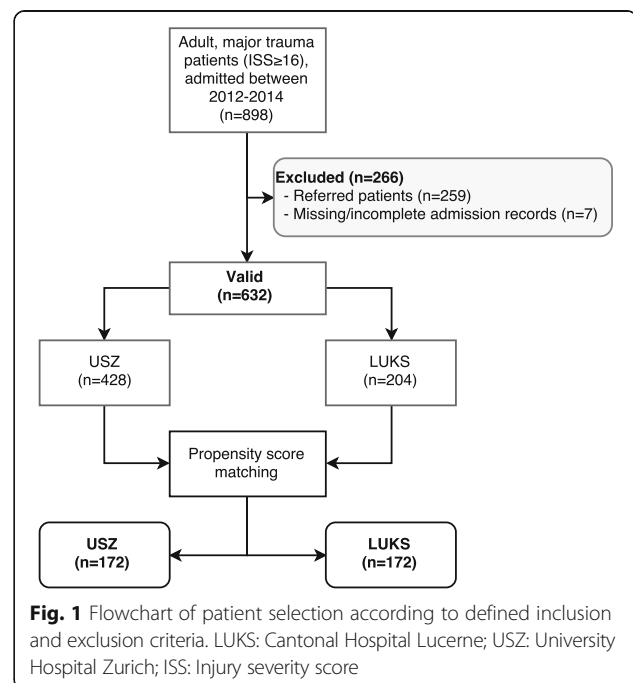 Adult, major trauma
patients (ISS≥16),
admitted between
2012-2014
(n=898)
Excluded (n=266)
- Referred patients (n=259)
- Missing/incomplete admission records (n=7)
Valid
(n=632)
USZ
(n=428)
LUKS
(n=204)
Propensity score
matching
USZ
(n=172)
LUKS
(n=172)
Fig. 1 Flowchart of patient selection according to defined inclusion
and exclusion criteria. LUKS: Cantonal Hospital Lucerne; USZ: University
Hospital Zurich; ISS: Injury severity score